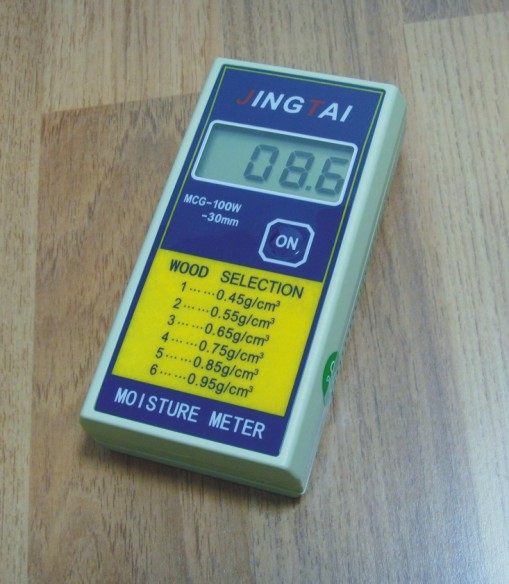 JINGTAI
08.6
MCG-100W
-30mm
ON
WOOD SELECTION
1……0.45g/cm³
2……0.55g/cm³
3……0.65g/cm³
4……0.75g/cm³
5……0.85g/cm³
6……0.95g/cm³
MOISTURE METER